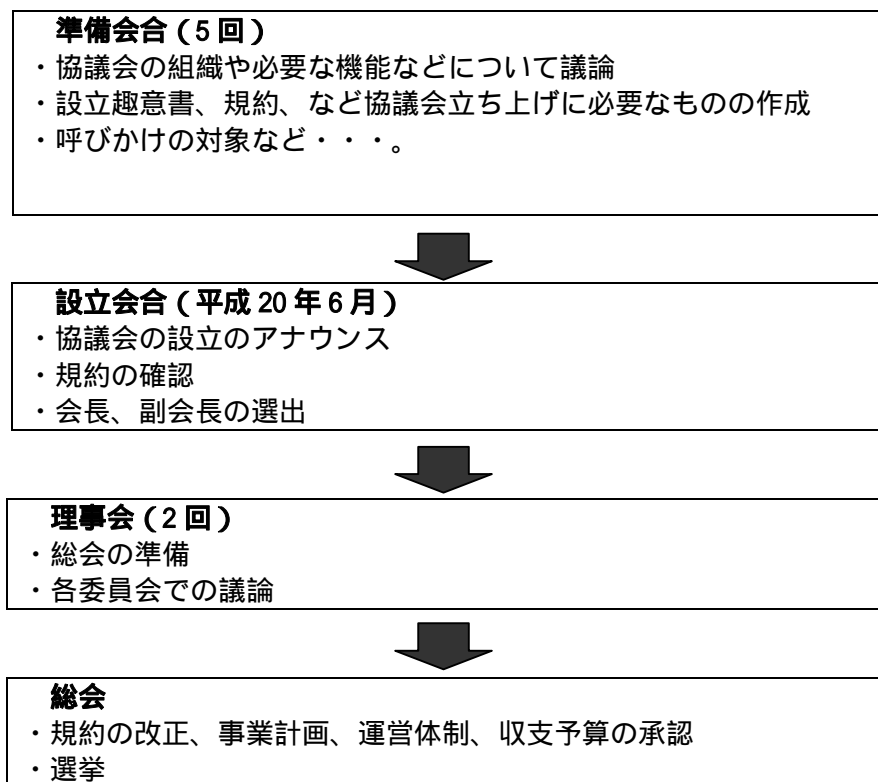 準備会合（5回）
・協議会の組織や必要な機能などについて議論
・設立趣意書、規約、など協議会立ち上げに必要なものの作成
・呼びかけの対象など・・・。
設立会合（平成20年6月）
・協議会の設立のアナウンス
・規約の確認
・会長、副会長の選出
理事会（2回）
・総会の準備
・各委員会での議論
総会
・規約の改正、事業計画、運営体制、収支予算の承認
・選挙